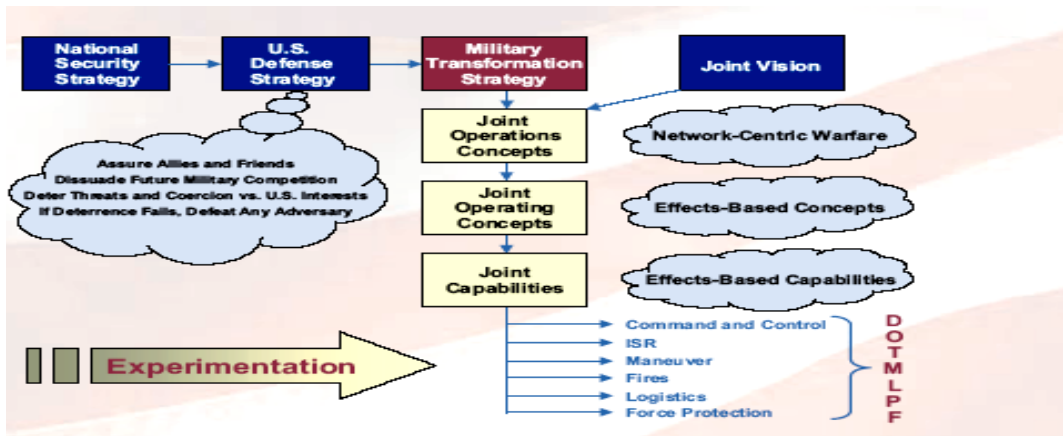 National
Security
Strategy
U.S.
Defense
Strategy
Military
Transformation
Strategy
Joint Vision
Assure Allies and Friends
Dissuade Future Military Competition
Deter Threats and Coercion vs. U.S. Interests
If Deterrence Fails, Defeat Any Adversary
Joint
Operations
Concepts
Network-Centric Warfare
Joint
Operating
Concepts
Effects-Based Concepts
Joint
Capabilities
Effects-Based Capabilities
Experimentation
Command and Control
ISR
Maneuver
Fires
Logistics
Force Protection
D
O
T
M
L
P
F